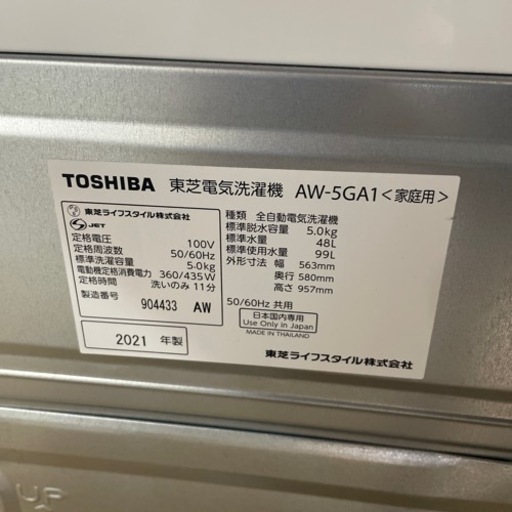 TOSHIBA 東芝電気洗濯機 AW-5GA1<家庭用>
東芝ライフスタイル株式会社
JET
定格電圧 100V
定格周波数 50/60Hz
標準洗濯容量 5.0kg
電動機定格消費電力 360/435W
定格時間 洗いのみ 11分
製造番号 904433 AW
2021 年製
種類 全自動電気洗濯機
標準脱水容量 5.0kg
標準水量 48L
標準使用水量 99L
外形寸法 幅 563mm
奥行 580mm
高さ 957mm
50/60Hz 共用
日本国内専用
Use Only in Japan
MADE IN THAILAND
東芝ライフスタイル株式会社
UP